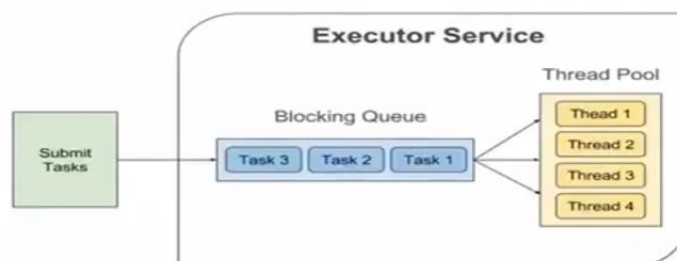 Executor Service
Thread Pool
Blocking Queue
Submit
Tasks
Task 3 Task 2 Task 1
Thead 1
Thread 2
Thread 3
Thread 4